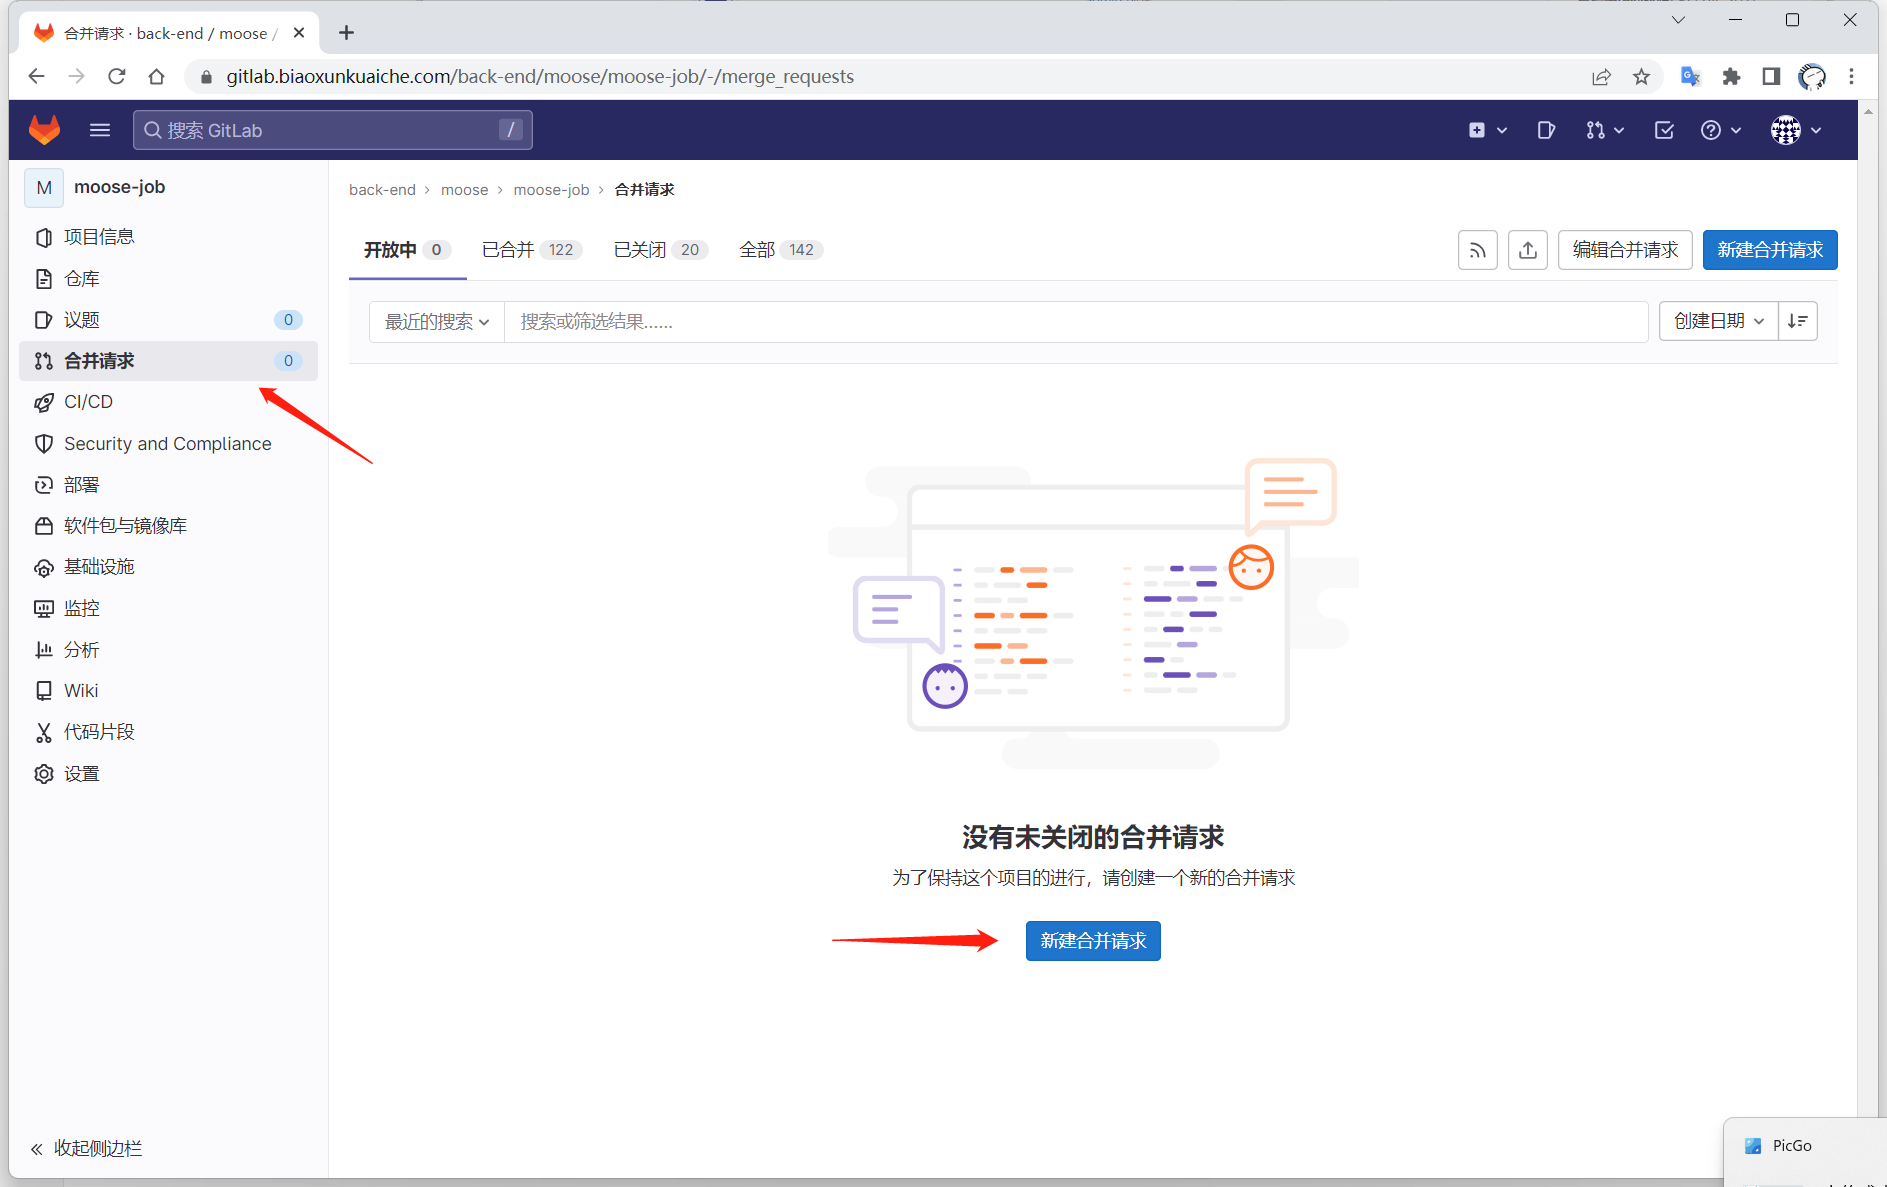 合并请求 · back-end / moose /
gitlab.biaoxunkuaiche.com/back-end/moose/moose-job/-/merge_requests
搜索 GitLab /
M moose-job
项目信息
仓库
议题 0
合并请求 0
CI/CD
Security and Compliance
部署
软件包与镜像库
基础设施
监控
分析
Wiki
代码片段
设置
收起侧边栏
back-end › moose › moose-job › 合并请求
开放中 0 已合并 122 已关闭 20 全部 142
编辑合并请求 新建合并请求
最近的搜索 搜索或筛选结果...... 创建日期
没有未关闭的合并请求
为了保持这个项目的进行，请创建一个新的合并请求
新建合并请求
PicGo